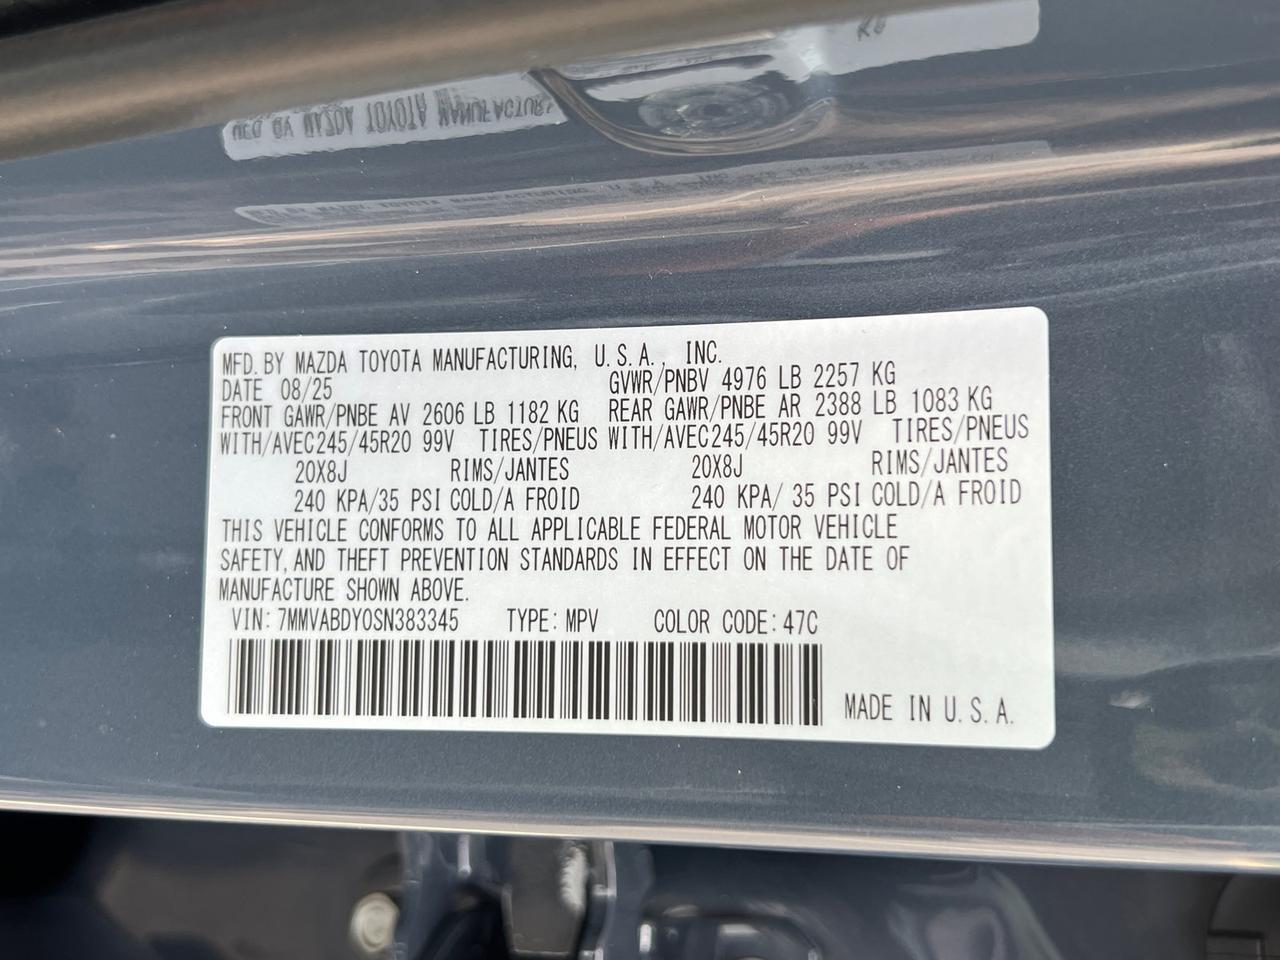 MFD. BY MAZDA TOYOTA MANUFACTURING, U.S.A., INC.
DATE 08/25 GVWR/PNBV 4976 LB 2257 KG
FRONT GAWR/PNBE AV 2606 LB 1182 KG REAR GAWR/PNBE AR 2388 LB 1083 KG
WITH/AVEC245/45R20 99V TIRES/PNEUS WITH/AVEC245/45R20 99V TIRES/PNEUS
20X8J RIMS/JANTES 20X8J RIMS/JANTES
240 KPA/35 PSI COLD/A FROID 240 KPA/ 35 PSI COLD/A FROID
THIS VEHICLE CONFORMS TO ALL APPLICABLE FEDERAL MOTOR VEHICLE
SAFETY, AND THEFT PREVENTION STANDARDS IN EFFECT ON THE DATE OF
MANUFACTURE SHOWN ABOVE.
VIN: 7MMVABDY0SN383345 TYPE: MPV COLOR CODE: 47C
MADE IN U.S.A.